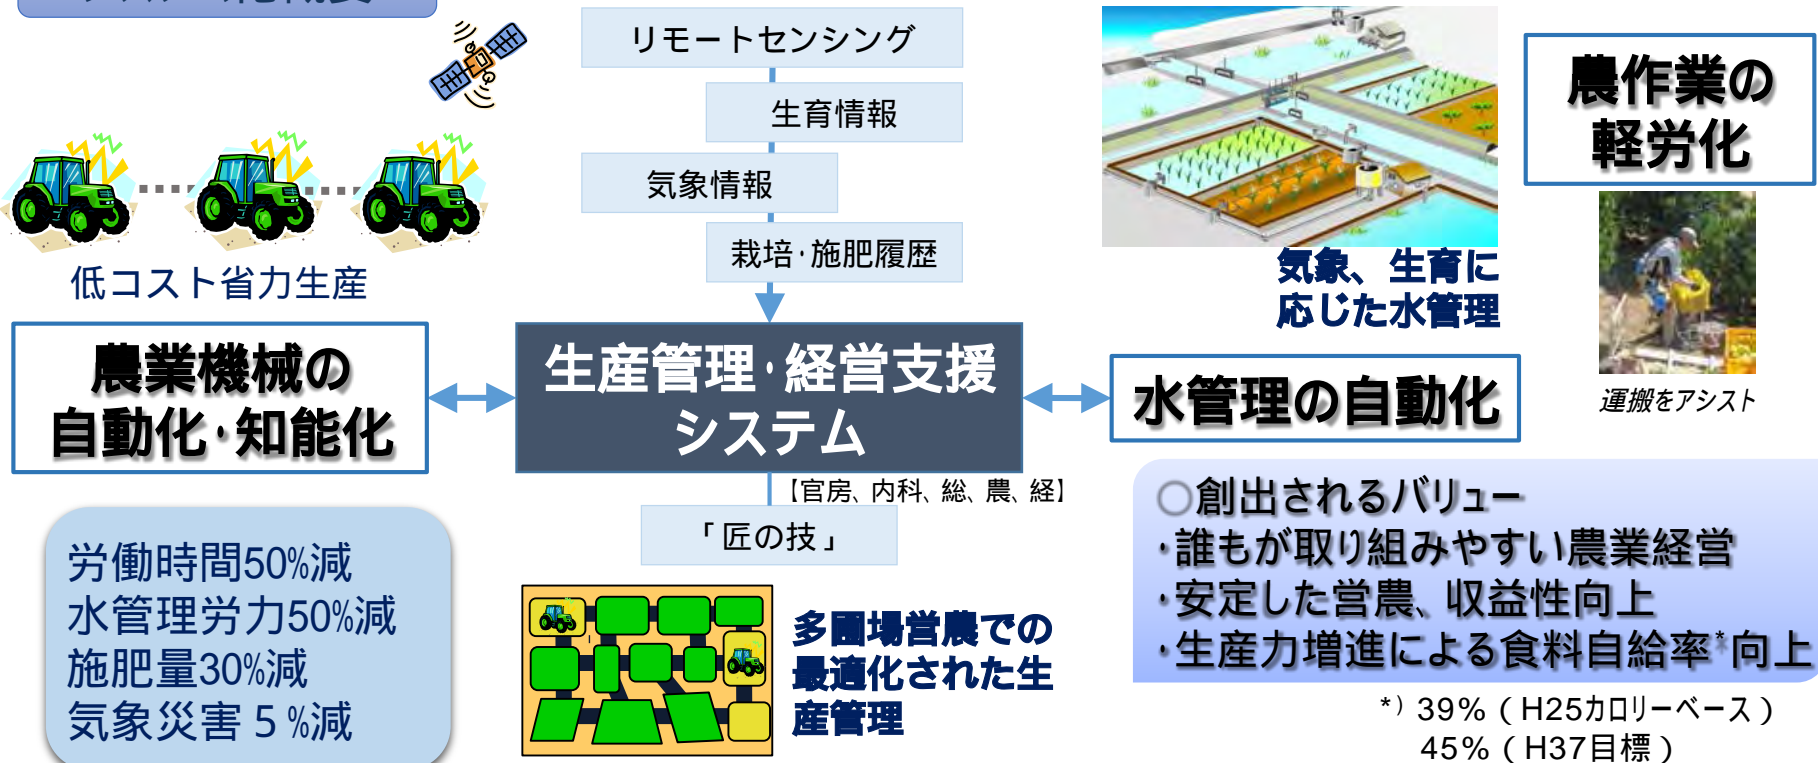 リモートセンシング
生育情報
気象情報
栽培・施肥履歴
低コスト省力生産
農業機械の
自動化・知能化
生産管理・経営支援
システム
【官房、内科、総、農、経】
「匠の技」
気象、生育に
応じた水管理
水管理の自動化
農作業の
軽労化
運搬をアシスト
労働時間50%減
水管理労力50%減
施肥量30%減
気象災害5%減
多圃場営農での
最適化された生
産管理
○創出されるバリュー
・誰もが取り組みやすい農業経営
・安定した営農、収益性向上
・生産力増進による食料自給率*向上
*) 39%(H25カロリーベース)
45%(H37目標)